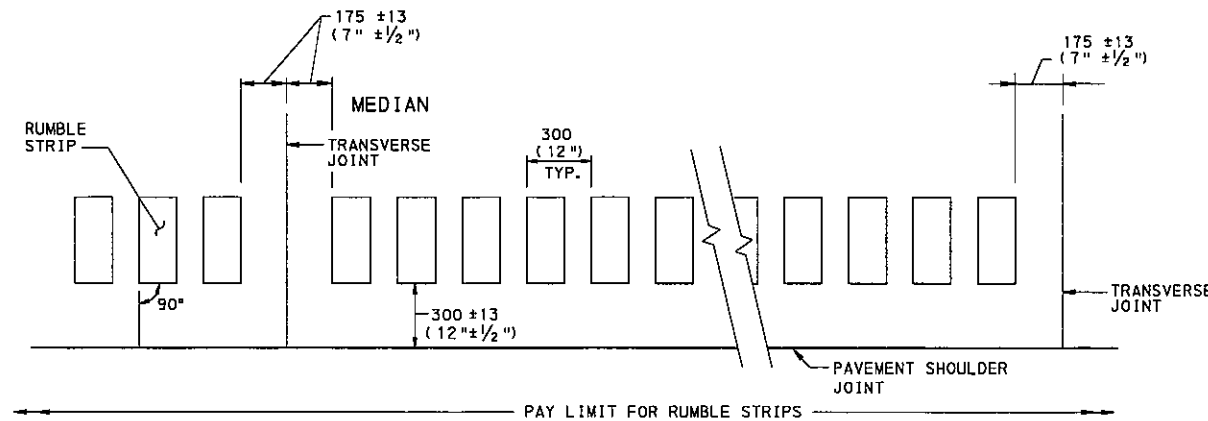 175 ±13
(7" ±1/2")
175 ±13
(7" ±1/2")
MEDIAN
RUMBLE
STRIP
TRANSVERSE
JOINT
300
(12")
TYP.
90°
300 ±13
(12"±1/2")
TRANSVERSE
JOINT
PAVEMENT SHOULDER
JOINT
PAY LIMIT FOR RUMBLE STRIPS